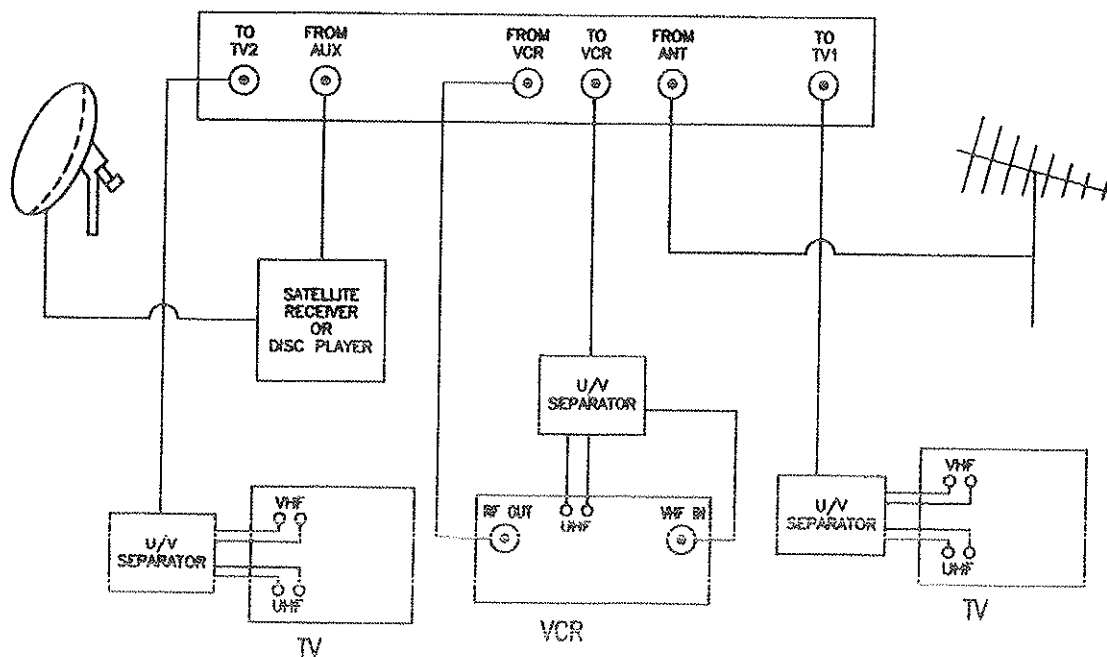 TO
TV2
FROM
AUX
FROM
VCR
TO
VCR
FROM
ANT
TO
TV1
SATELLITE
RECEIVER
OR
DISC PLAYER
U/V
SEPARATOR
VHF
U/V
SEPARATOR
UHF
TV
RF OUT
UHF
VHF IN
VCR
VHF
U/V
SEPARATOR
UHF
TV